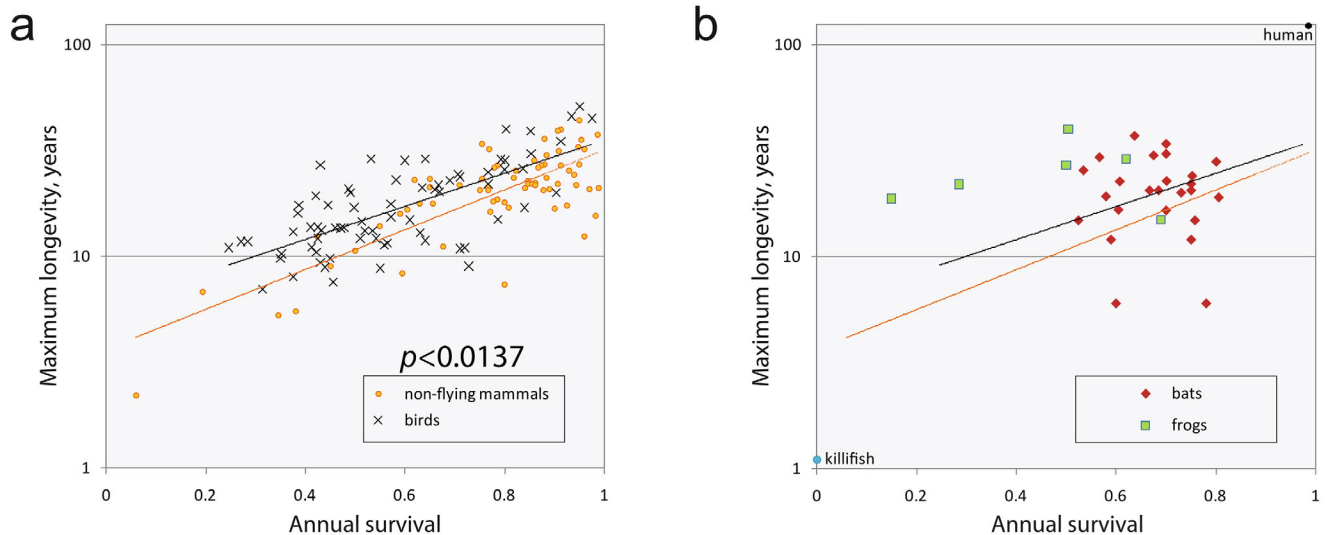 a
Maximum longevity, years
100
10
1
0
0.2
0.4
0.6
0.8
1
Annual survival
p<0.0137
non-flying mammals
birds
b
Maximum longevity, years
100
10
1
0
0.2
0.4
0.6
0.8
1
Annual survival
human
killifish
bats
frogs